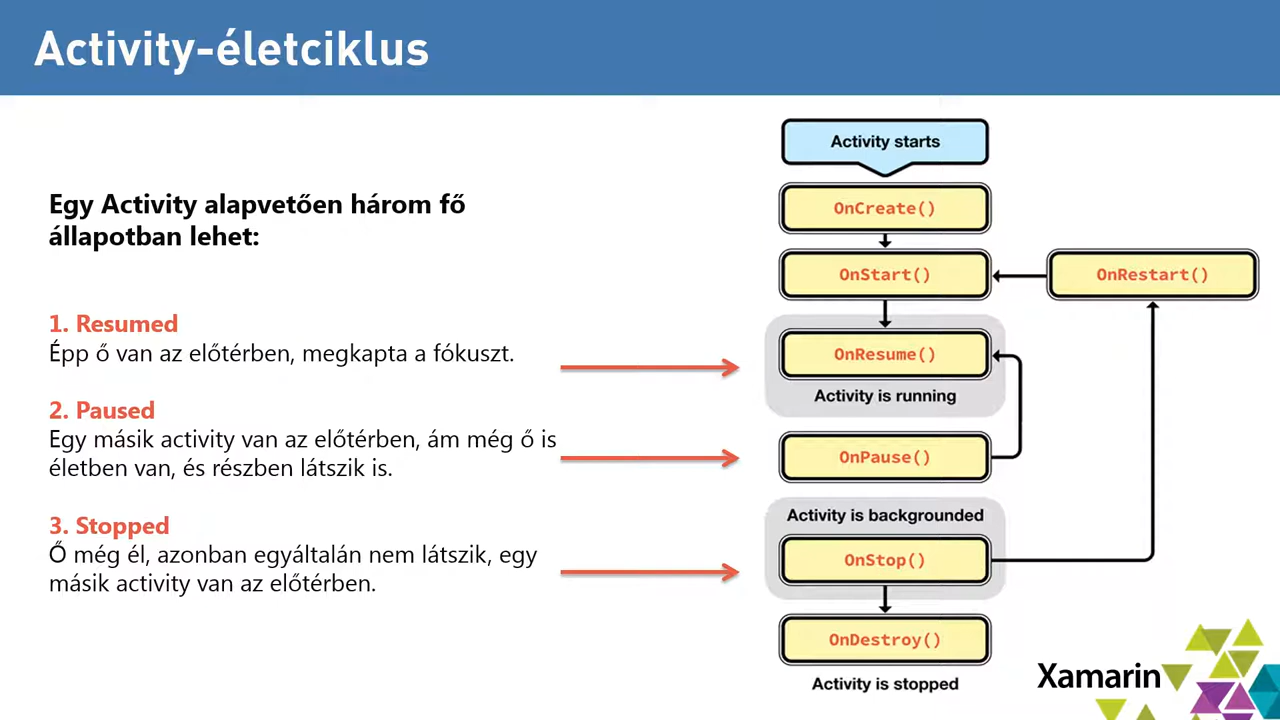 Activity-életciklus
Egy Activity alapvetően három fő
állapotban lehet:
1. Resumed
Épp ő van az előtérben, megkapta a fókuszt.
2. Paused
Egy másik activity van az előtérben, ám még ő is
életben van, és részben látszik is.
3. Stopped
Ő még él, azonban egyáltalán nem látszik, egy
másik activity van az előtérben.
Activity starts
OnCreate()
OnStart()
OnRestart()
OnResume()
Activity is running
OnPause()
Activity is backgrounded
OnStop()
OnDestroy()
Activity is stopped
Xamarin